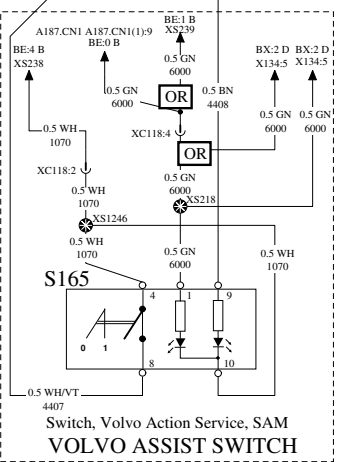 BE:1 B
A187.CN1 A187.CN1(1):9 XS239
BE:4 B BE:0 B BX:2 D BX:2 D
XS238 X134:5 X134:5
0.5 GN
6000
0.5 GN
6000
OR
0.5 BN
4408
0.5 GN
6000
0.5 GN
6000
0.5 WH
1070
XC118:4
OR
XC118:2
0.5 WH
1070
0.5 GN
6000
XS218
XS1246
0.5 WH
1070
0.5 GN
6000
0.5 WH
1070
S165
4 1 9
0 1
8 10
0.5 WH/VT
4407
Switch, Volvo Action Service, SAM
VOLVO ASSIST SWITCH